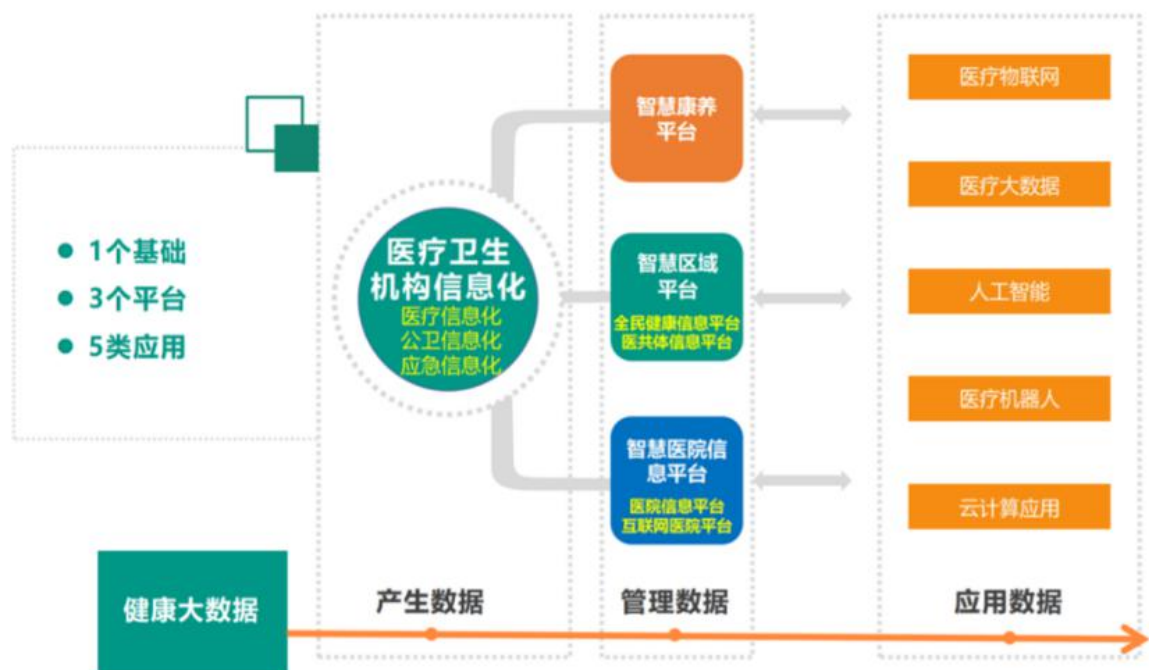 1个基础
3个平台
5类应用
医疗卫生
机构信息化
医疗信息化
公卫信息化
应急信息化
智慧康养
平台
智慧区域
平台
全民健康信息平台
医共体信息平台
智慧医院信
息平台
医院信息平台
互联网医院平台
医疗物联网
医疗大数据
人工智能
医疗机器人
云计算应用
健康大数据
产生数据
管理数据
应用数据